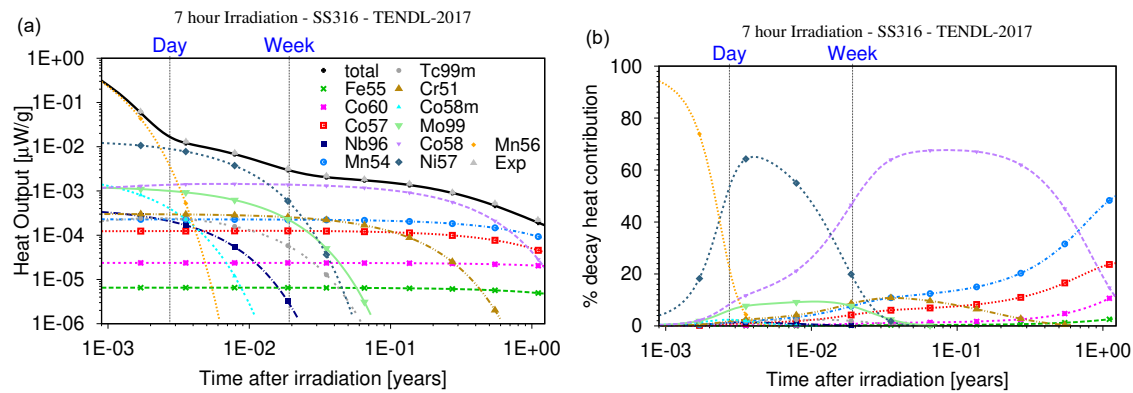 (a)
7 hour Irradiation - SS316 - TENDL-2017
Day
Week
Heat Output [µW/g]
1E+00
1E-01
1E-02
1E-03
1E-04
1E-05
1E-06
total
Fe55
Co60
Co57
Nb96
Mn54
Tc99m
Cr51
Co58m
Mo99
Co58
Ni57
Mn56
Exp
1E-03
1E-02
1E-01
1E+00
Time after irradiation [years]
(b)
7 hour Irradiation - SS316 - TENDL-2017
Day
Week
% decay heat contribution
100
80
60
40
20
0
1E-03
1E-02
1E-01
1E+00
Time after irradiation [years]